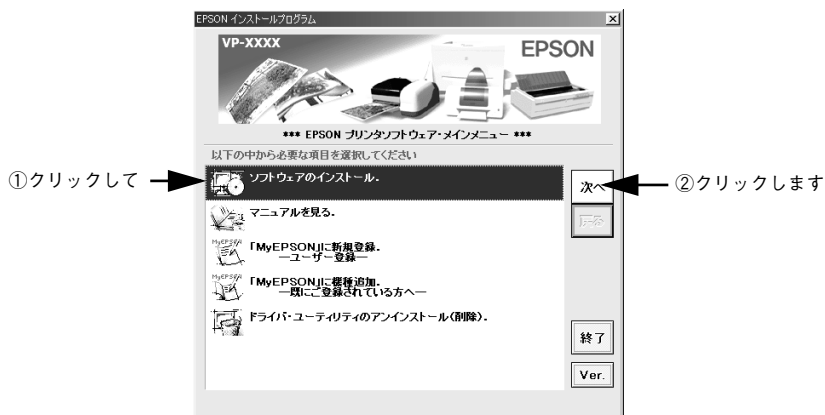 EPSON インストールプログラム
VP-XXXX
EPSON
*** EPSON プリンタソフトウェア・メインメニュー ***
以下の中から必要な項目を選択してください
①クリックして
ソフトウェアのインストール.
次へ
②クリックします
戻る
マニュアルを見る.
MyEPSON
「MyEPSON」に新規登録.
―ユーザー登録―
MyEPSON
「MyEPSON」に機種追加.
―既にご登録されている方へ―
ドライバ・ユーティリティのアンインストール(削除).
終了
Ver.